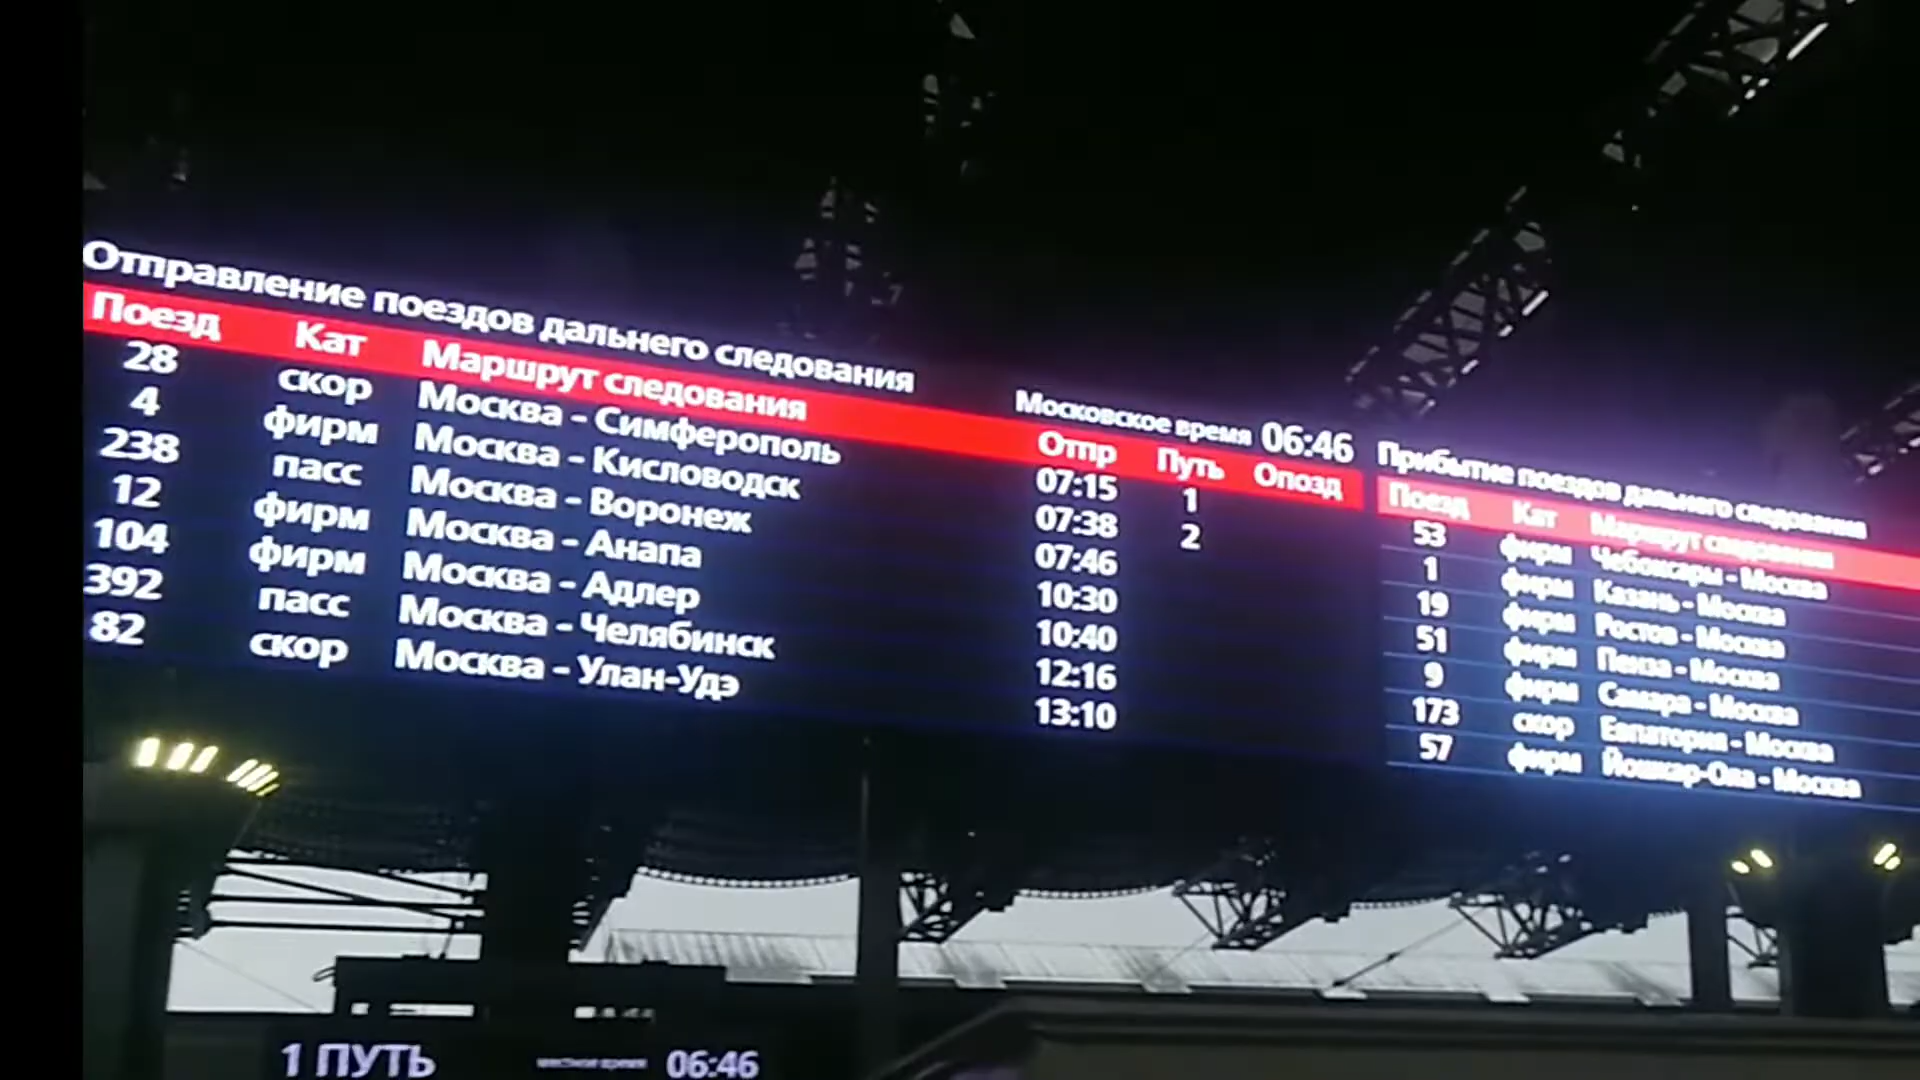 Отправление поездов дальнего следования
Московское время 06:46
Поезд Кат Маршрут следования Отпр Путь Опозд
28 скор Москва - Симферополь 07:15 1
4 фирм Москва - Кисловодск 07:38 2
238 пасс Москва - Воронеж 07:46
12 фирм Москва - Анапа 10:30
104 фирм Москва - Адлер 10:40
392 пасс Москва - Челябинск 12:16
82 скор Москва - Улан-Удэ 13:10
Прибытие поездов дальнего следования
Поезд Кат Маршрут следования
53 фирм Чебоксары - Москва
1 фирм Казань - Москва
19 фирм Ростов - Москва
51 фирм Пенза - Москва
9 фирм Самара - Москва
173 скор Евпатория - Москва
57 фирм Йошкар-Ола - Москва
1 ПУТЬ местное время 06:46